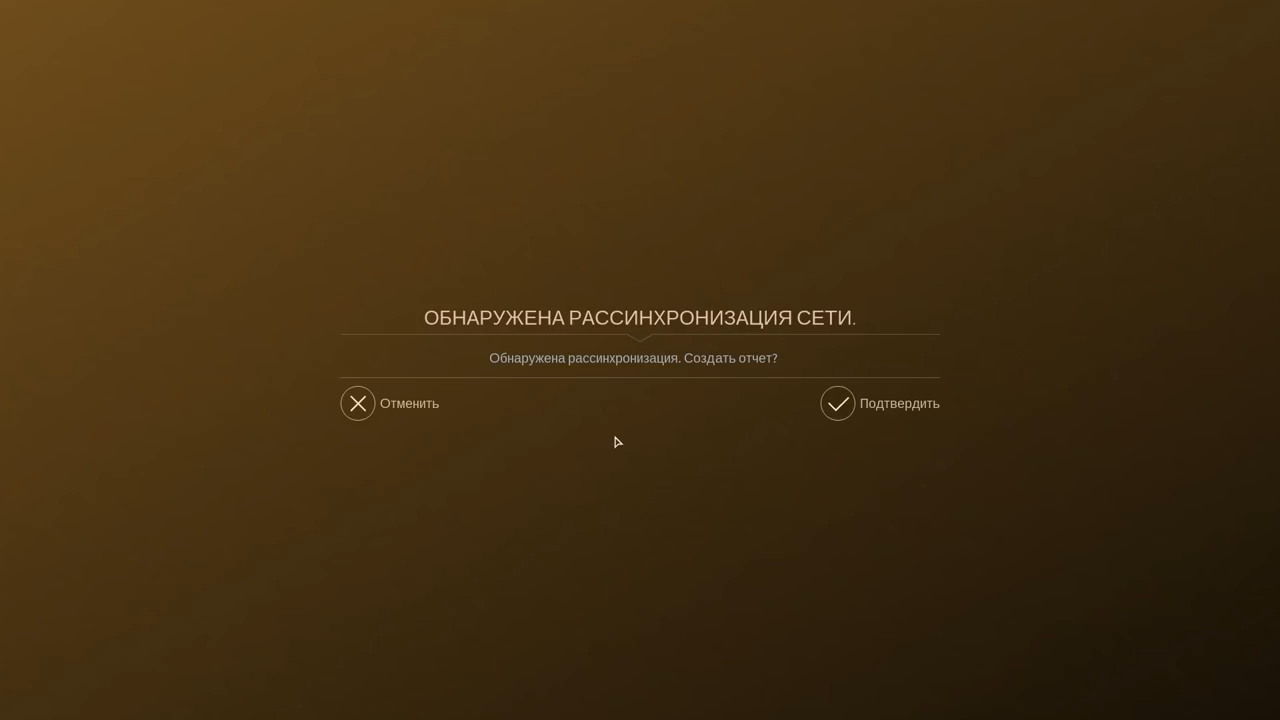 ОБНАРУЖЕНА РАССИНХРОНИЗАЦИЯ СЕТИ.
Обнаружена рассинхронизация. Создать отчет?
Отменить
Подтвердить